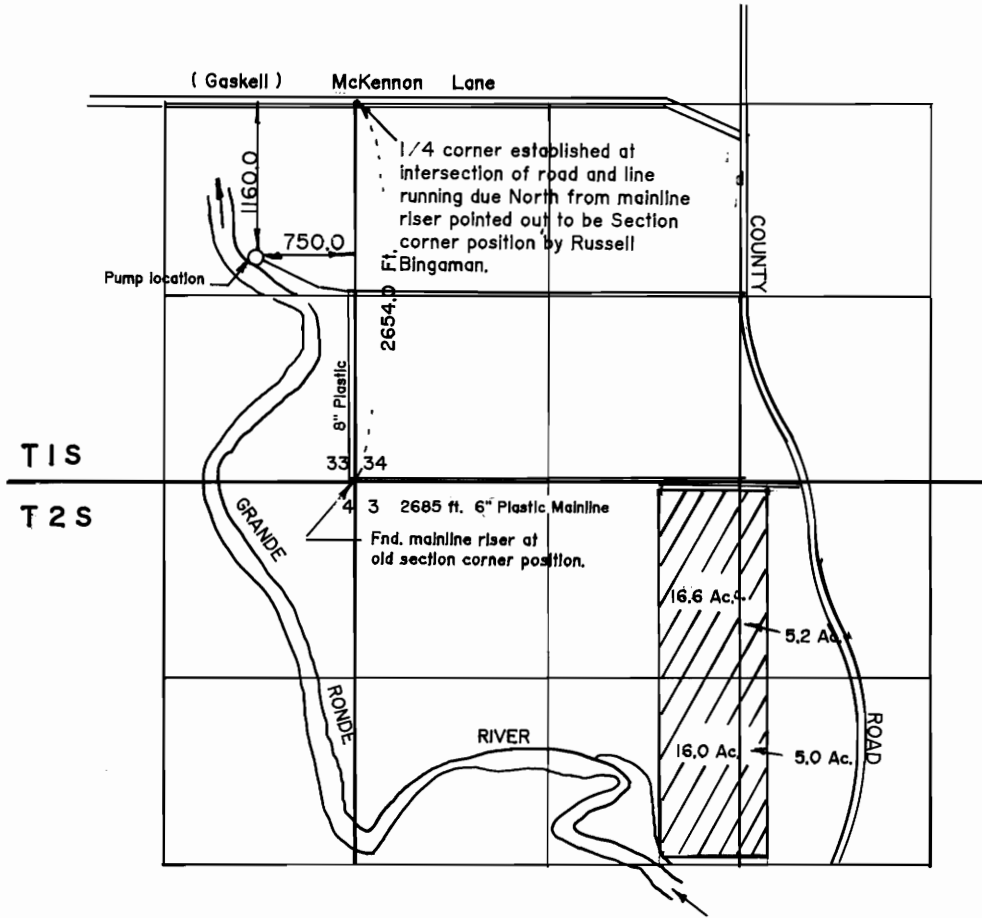 ( Gaskell ) McKennon Lane
1/4 corner established at
intersection of road and line
running due North from mainline
riser pointed out to be Section
corner position by Russell
Bingaman.
1160.0
750.0
Pump location
2654.0 Ft.
COUNTY
8" Plastic
T1S
33 34
T2S
4 3 2685 ft. 6" Plastic Mainline
Fnd. mainline riser at
old section corner position.
GRANDE
16.6 Ac.
5.2 Ac.
RONDE
RIVER
16.0 Ac.
5.0 Ac.
ROAD